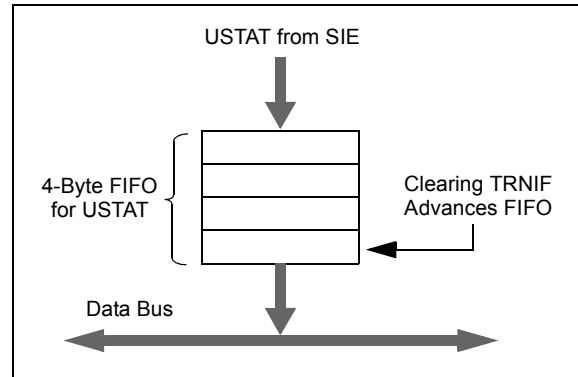 USTAT from SIE
4-Byte FIFO
for USTAT
Clearing TRNIF
Advances FIFO
Data Bus